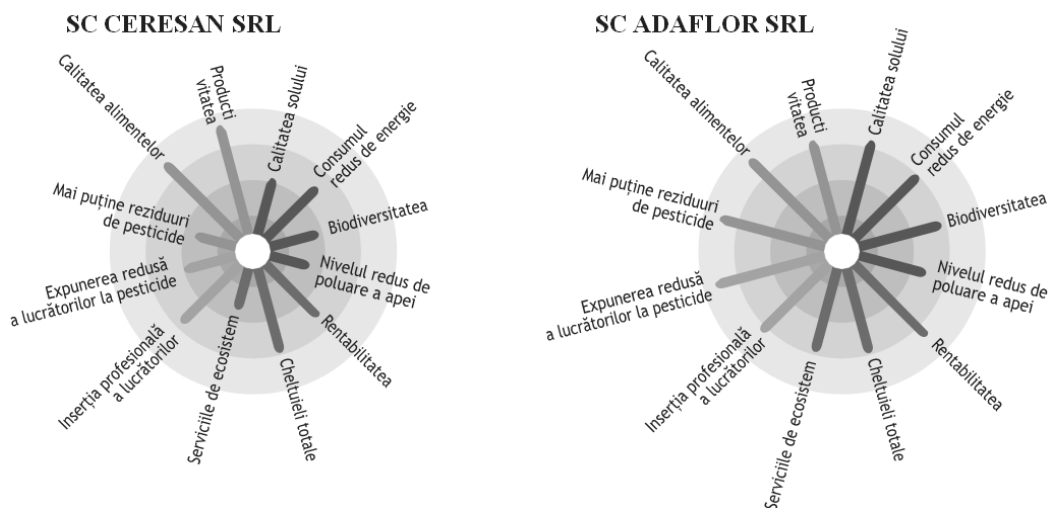 SC CERESAN SRL
Calitatea alimentelor
Producti
vitatea
Calitatea solului
Consumul
redus de energie
Biodiversitatea
Nivelul redus de
poluare a apei
Rentabilitatea
Cheltuieli totale
Serviciile de ecosistem
Inserția profesională
a lucrătorilor
Expunerea redusă
a lucrătorilor la pesticide
Mai puține reziduuri
de pesticide
SC ADAFLOR SRL
Calitatea alimentelor
Producti
vitatea
Calitatea solului
Consumul
redus de energie
Biodiversitatea
Nivelul redus de
poluare a apei
Rentabilitatea
Cheltuieli totale
Serviciile de ecosistem
Inserția profesională
a lucrătorilor
Expunerea redusă
a lucrătorilor la pesticide
Mai puține reziduuri
de pesticide